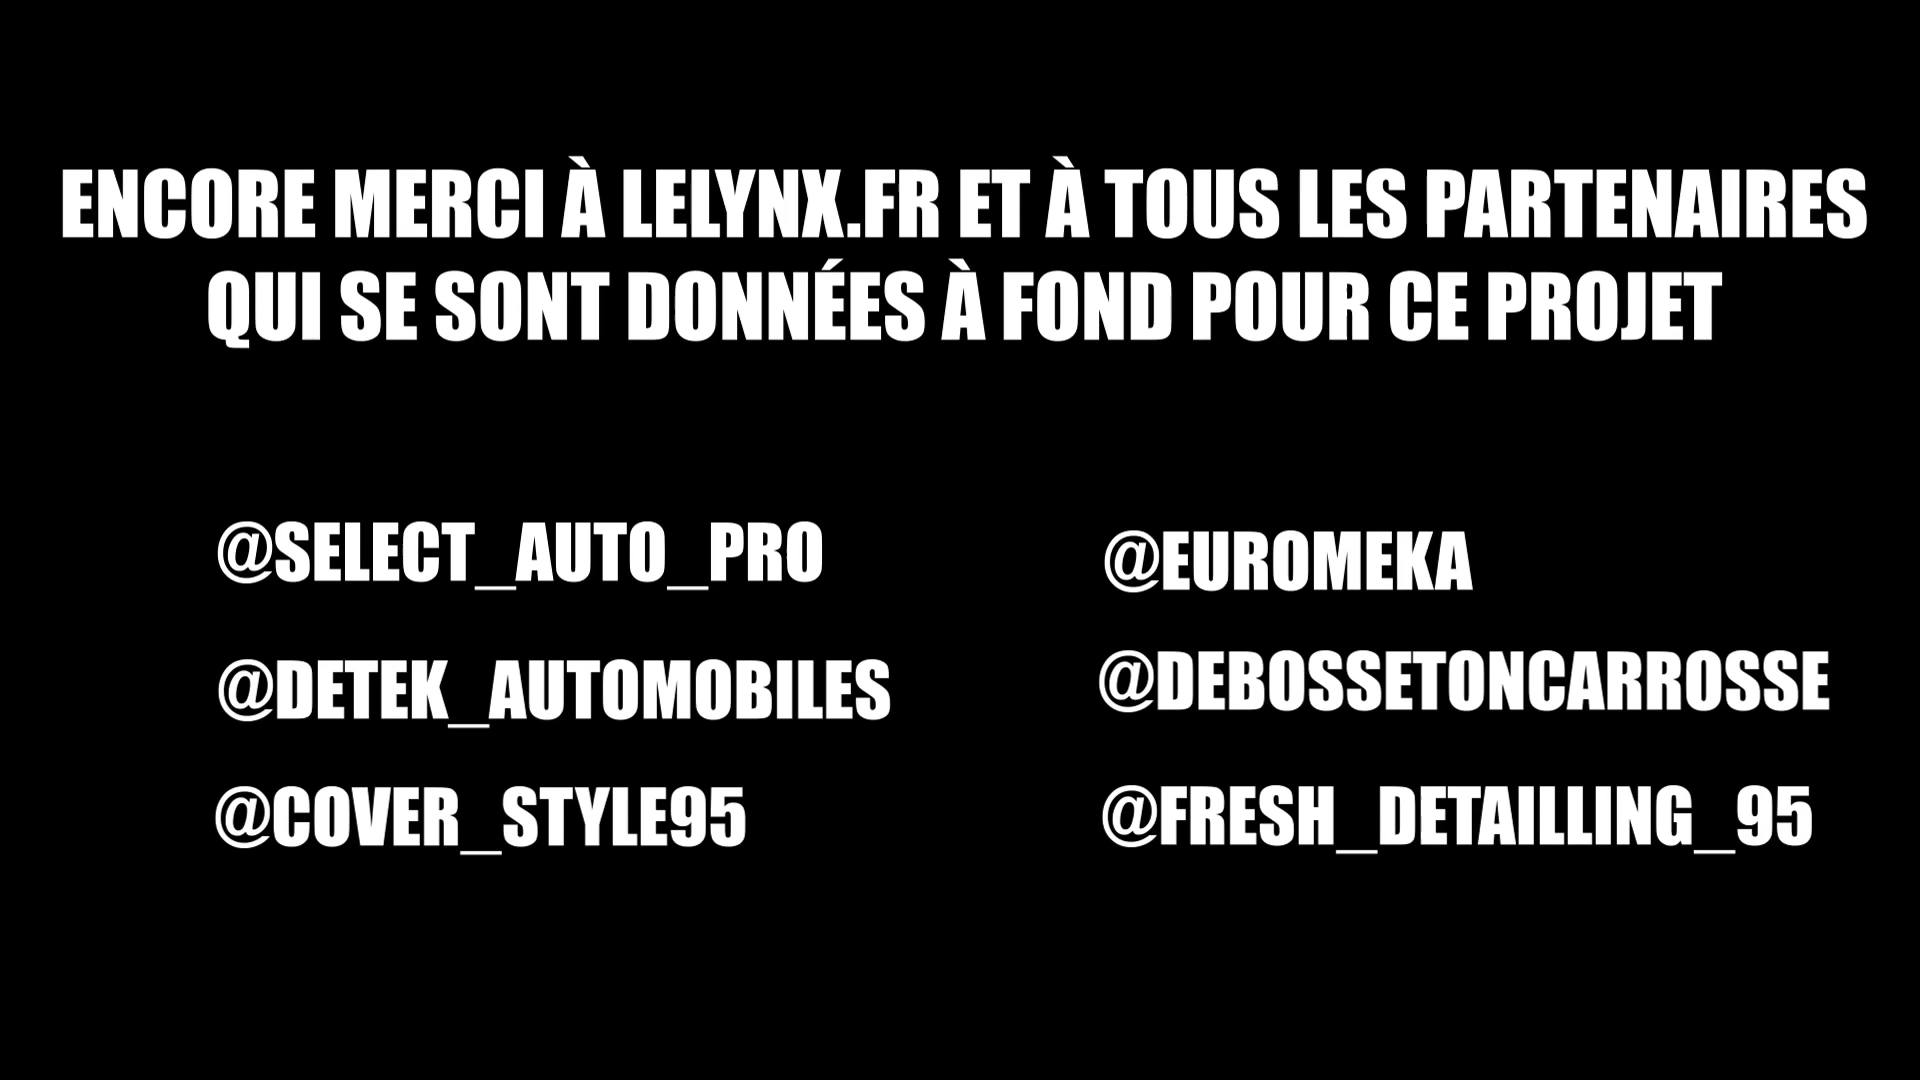 ENCORE MERCI À LELYNX.FR ET À TOUS LES PARTENAIRES
QUI SE SONT DONNÉES À FOND POUR CE PROJET
@SELECT_AUTO_PRO
@EUROMEKA
@DETEK_AUTOMOBILES
@DEBOSSETONCARROSSE
@COVER_STYLE95
@FRESH_DETAILLING_95